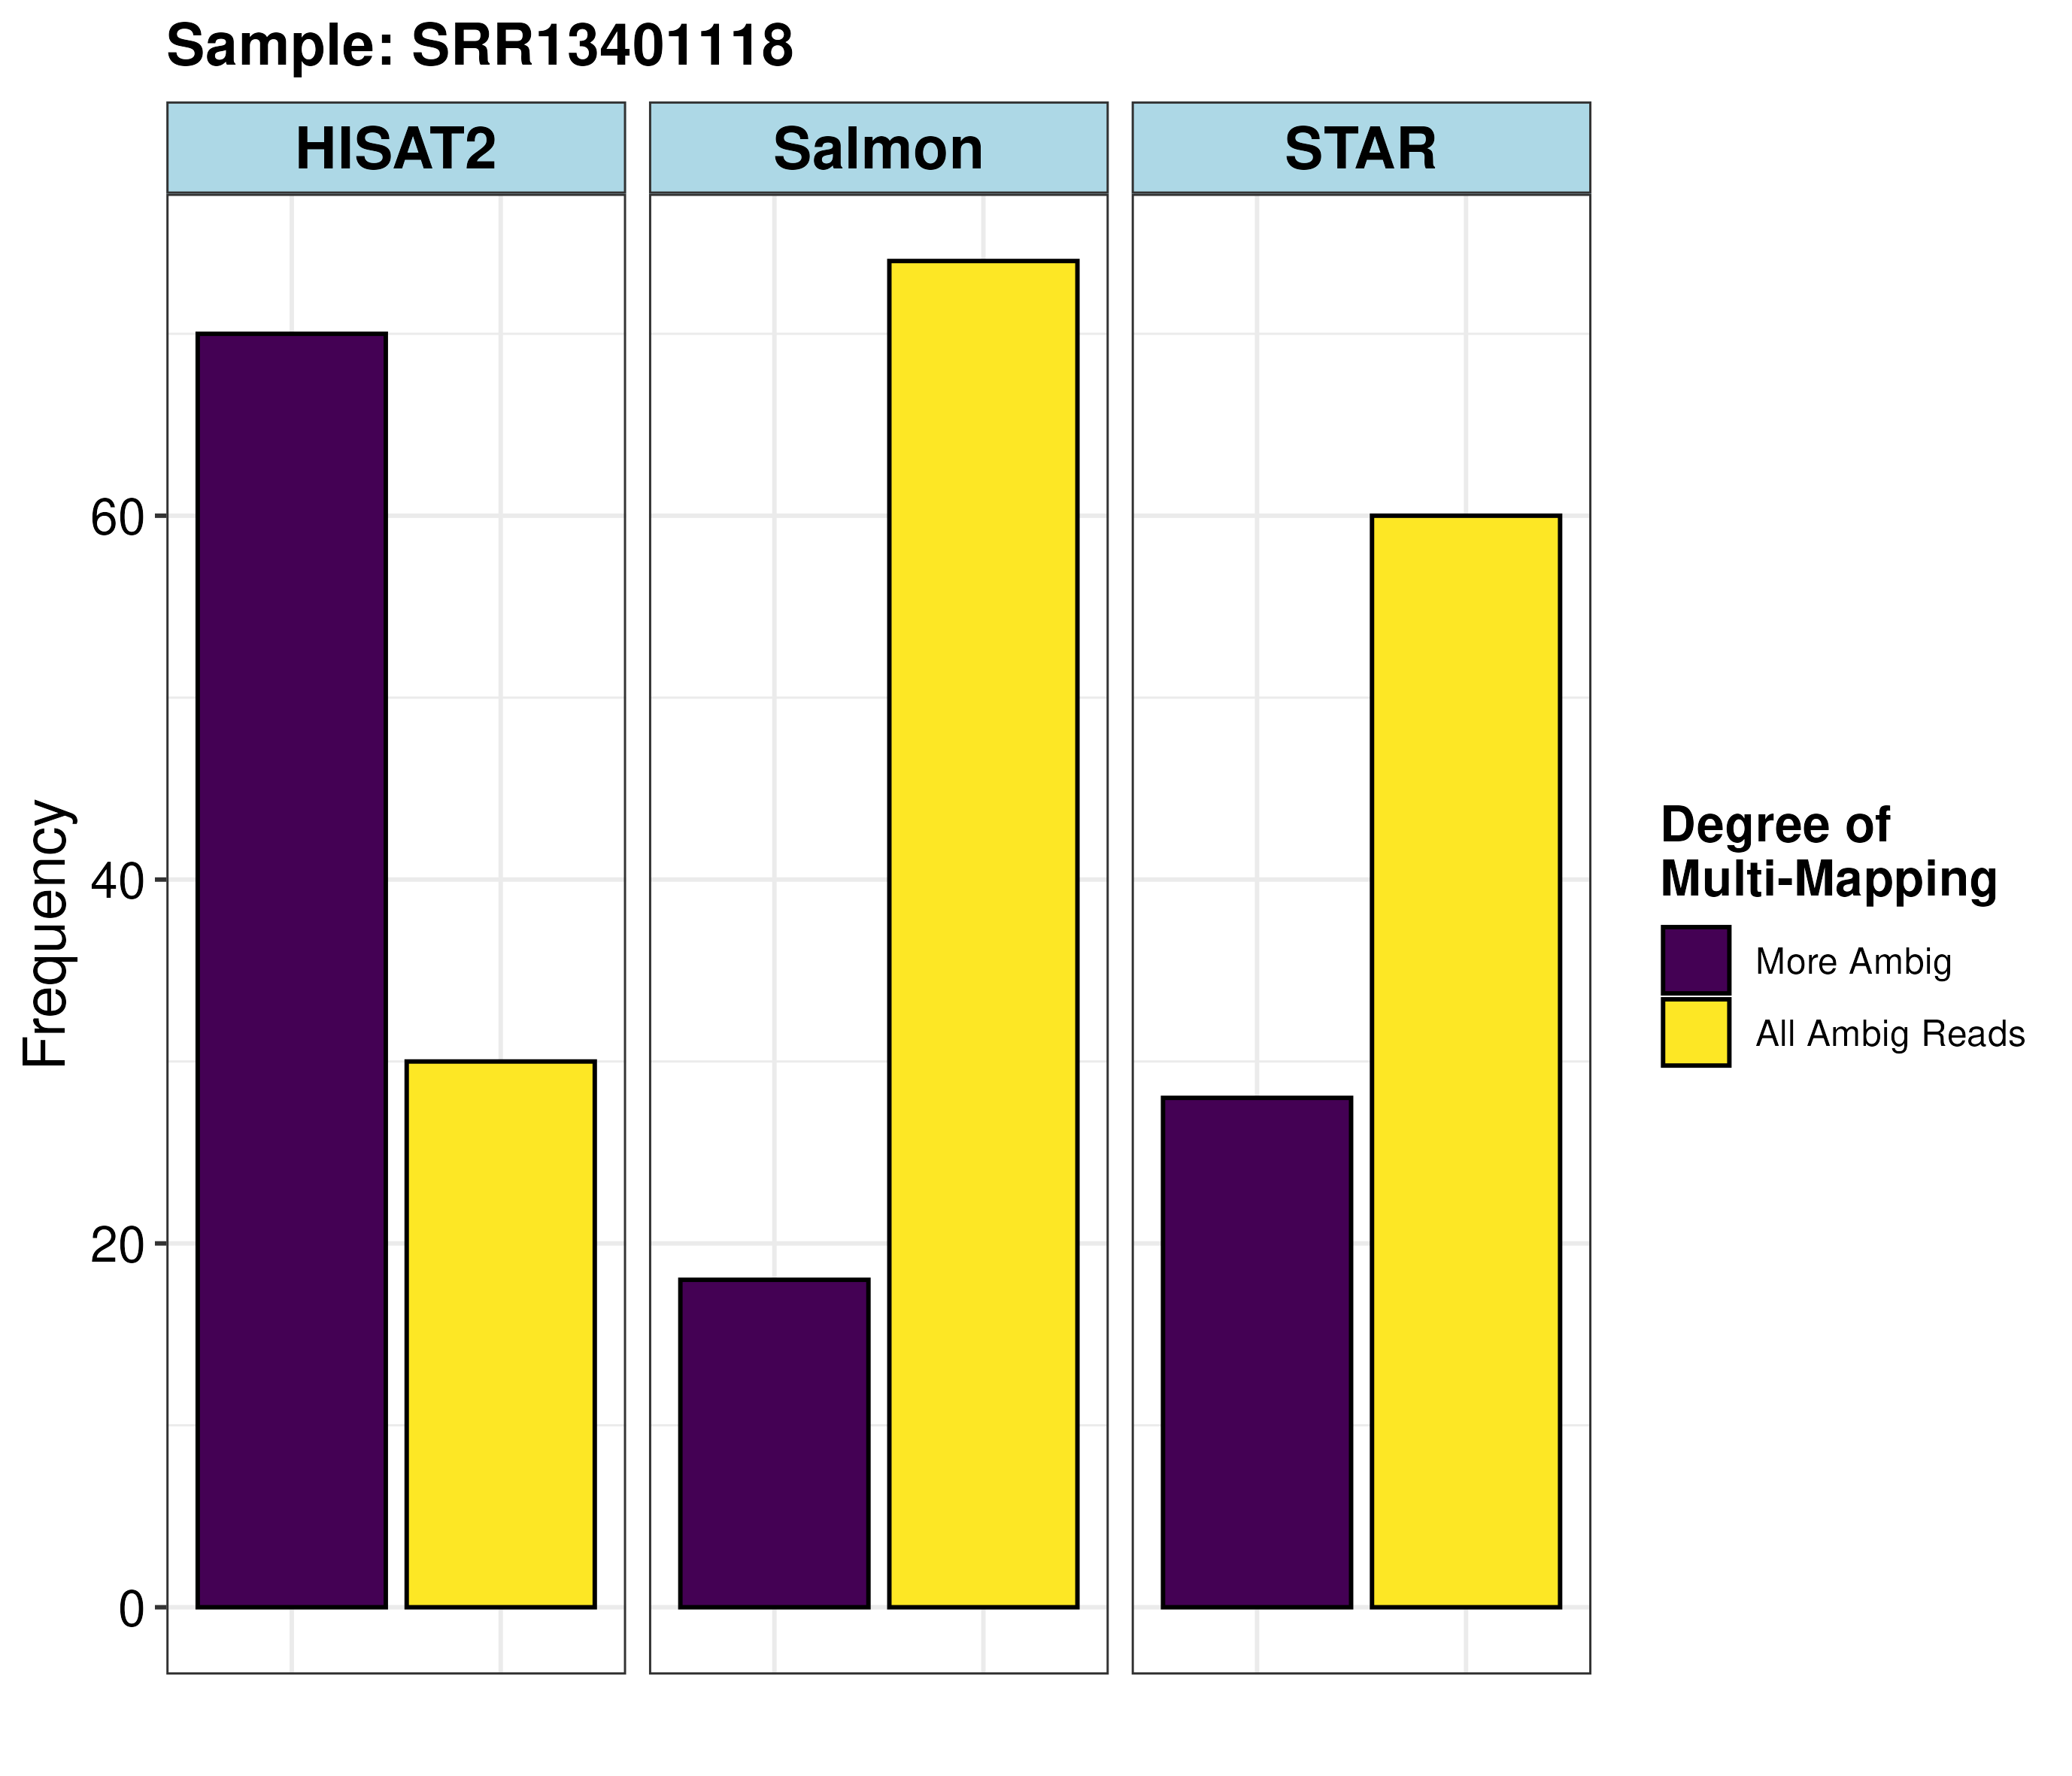 Sample: SRR13401118
HISAT2
Salmon
STAR
60
40
20
0
Frequency
Degree of
Multi-Mapping
More Ambig
All Ambig Reads